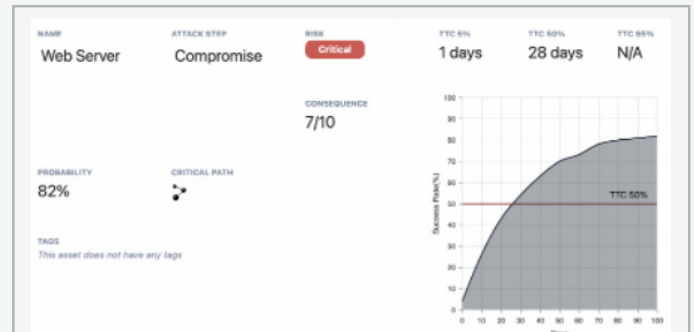 NAME ATTACK STEP RISK TTC 5% TTC 50% TTC 95%
Web Server Compromise Critical 1 days 28 days N/A
CONSEQUENCE
7/10
PROBABILITY CRITICAL PATH
82%
TAGS
This asset does not have any tags
Success Rate(%)
100
90
80
70
60
50
40
30
20
10
0
TTC 50%
0 10 20 30 40 50 60 70 80 90 100